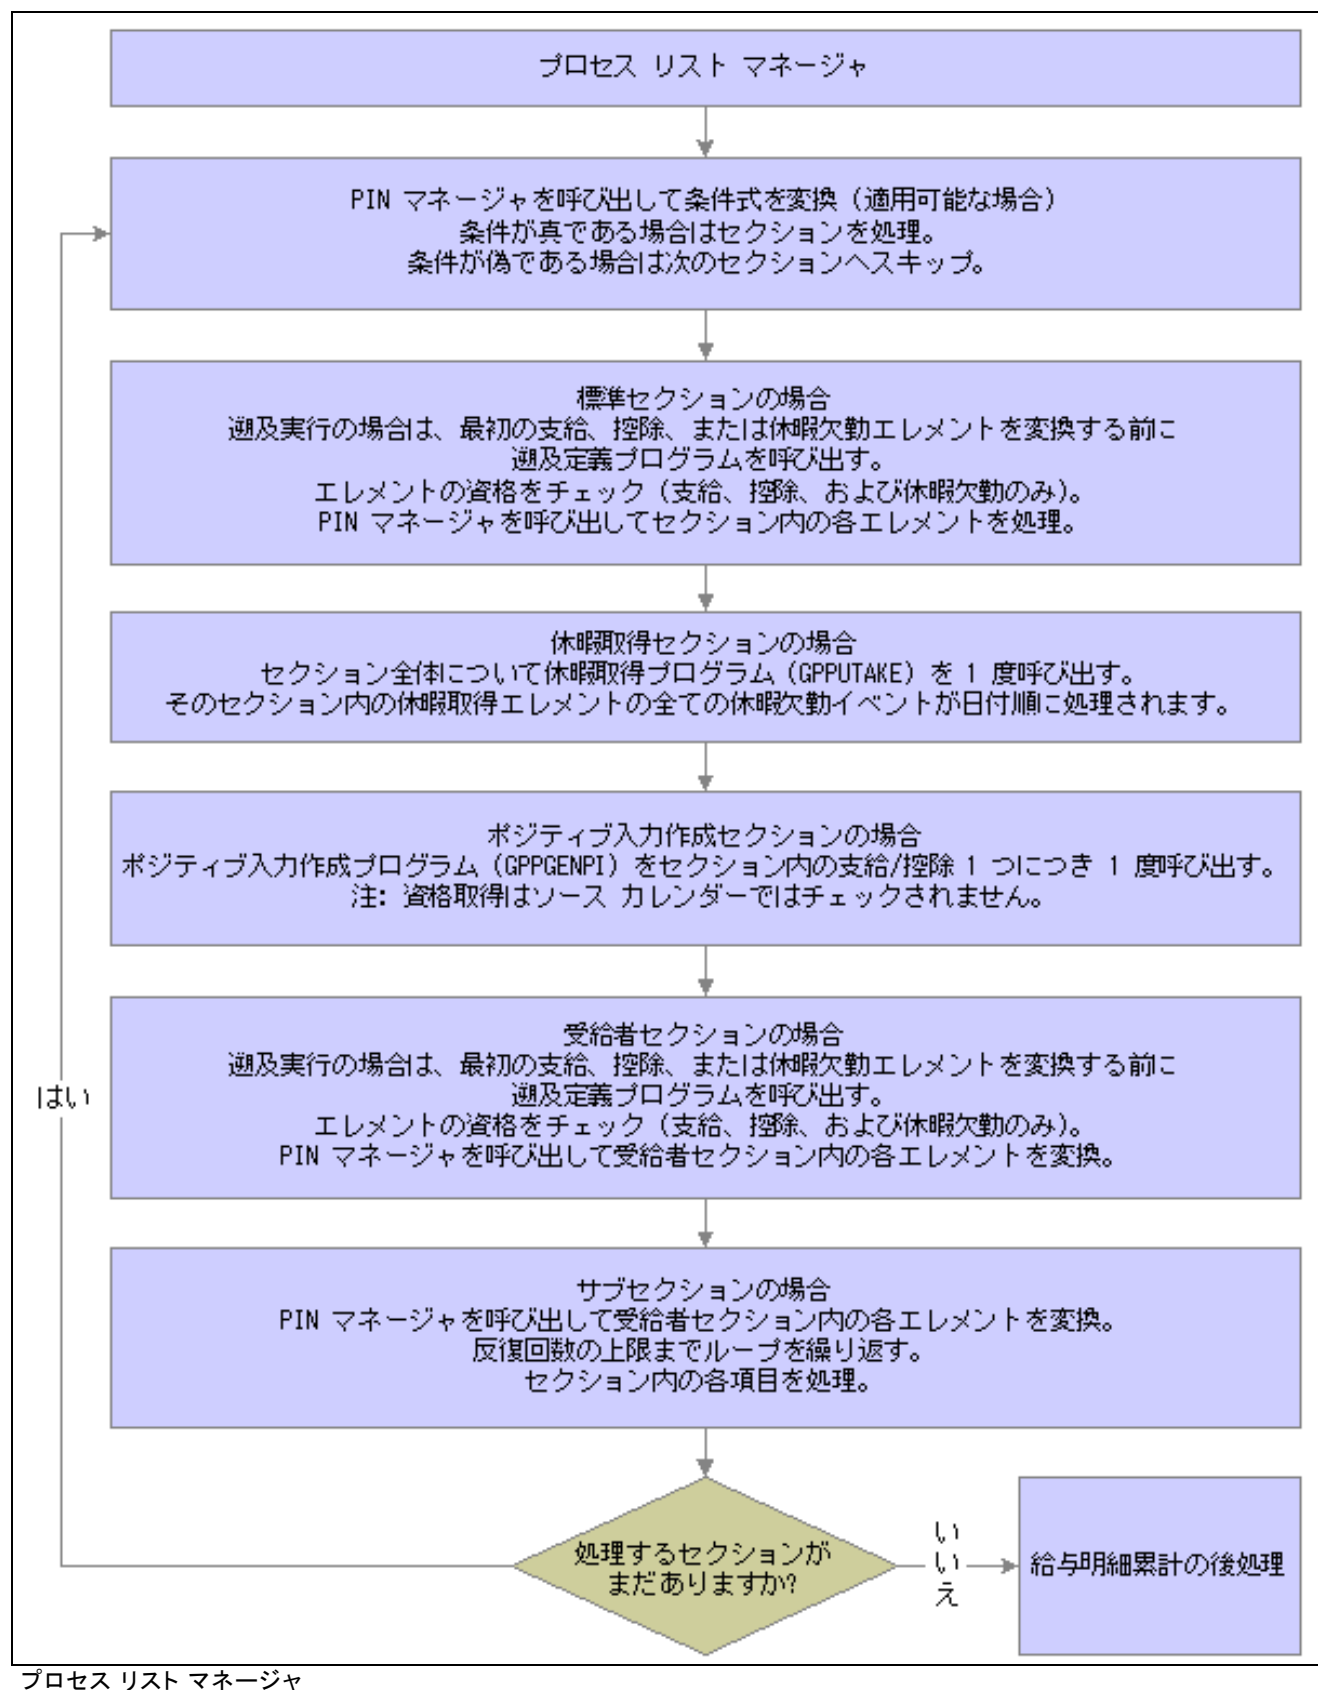 プロセス リスト マネージャ
PIN マネージャを呼び出して条件式を変換（適用可能な場合）
条件が真である場合はセクションを処理。
条件が偽である場合は次のセクションへスキップ。
標準セクションの場合
遡及実行の場合は、最初の支給、控除、または休暇欠勤エレメントを変換する前に
遡及定義プログラムを呼び出す。
エレメントの資格をチェック（支給、控除、および休暇欠勤のみ）。
PIN マネージャを呼び出してセクション内の各エレメントを処理。
休暇取得セクションの場合
セクション全体について休暇取得プログラム（GPPUTAKE）を 1 度呼び出す。
そのセクション内の休暇取得エレメントの全ての休暇欠勤イベントが日付順に処理されます。
ポジティブ入力作成セクションの場合
ポジティブ入力作成プログラム（GPPGENPI）をセクション内の支給/控除 1 つにつき 1 度呼び出す。
注: 資格取得はソース カレンダーではチェックされません。
受給者セクションの場合
遡及実行の場合は、最初の支給、控除、または休暇欠勤エレメントを変換する前に
遡及定義プログラムを呼び出す。
エレメントの資格をチェック（支給、控除、および休暇欠勤のみ）。
PIN マネージャを呼び出して受給者セクション内の各エレメントを変換。
はい
サブセクションの場合
PIN マネージャを呼び出して受給者セクション内の各エレメントを変換。
反復回数の上限までループを繰り返す。
セクション内の各項目を処理。
処理するセクションが
まだありますか?
いいえ
給与明細累計の後処理
プロセス リスト マネージャ